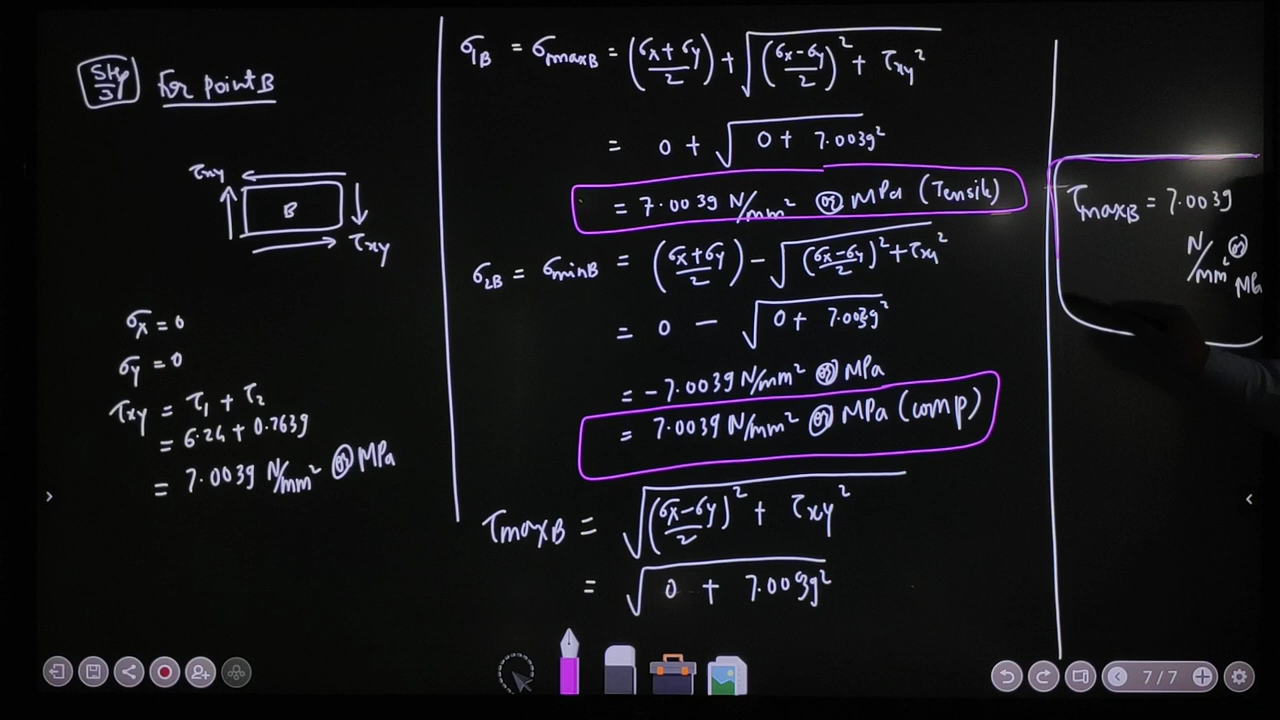 Step 3 For point B
τxy
B
τxy
σx = 0
σy = 0
τxy = τ1 + τ2
= 6.24 + 0.7639
= 7.0039 N/mm² or MPa
σ1B = σmaxB = (σx + σy / 2) + √((σx − σy / 2)² + τxy²)
= 0 + √(0 + 7.0039²)
= 7.0039 N/mm² or MPa (Tensile)
σ2B = σminB = (σx + σy / 2) − √((σx − σy / 2)² + τxy²)
= 0 − √(0 + 7.0039²)
= −7.0039 N/mm² or MPa
= 7.0039 N/mm² or MPa (comp)
τmaxB = √((σx − σy / 2)² + τxy²)
= √(0 + 7.0039²)
τmaxB = 7.0039
N/mm² or
MPa
7/7